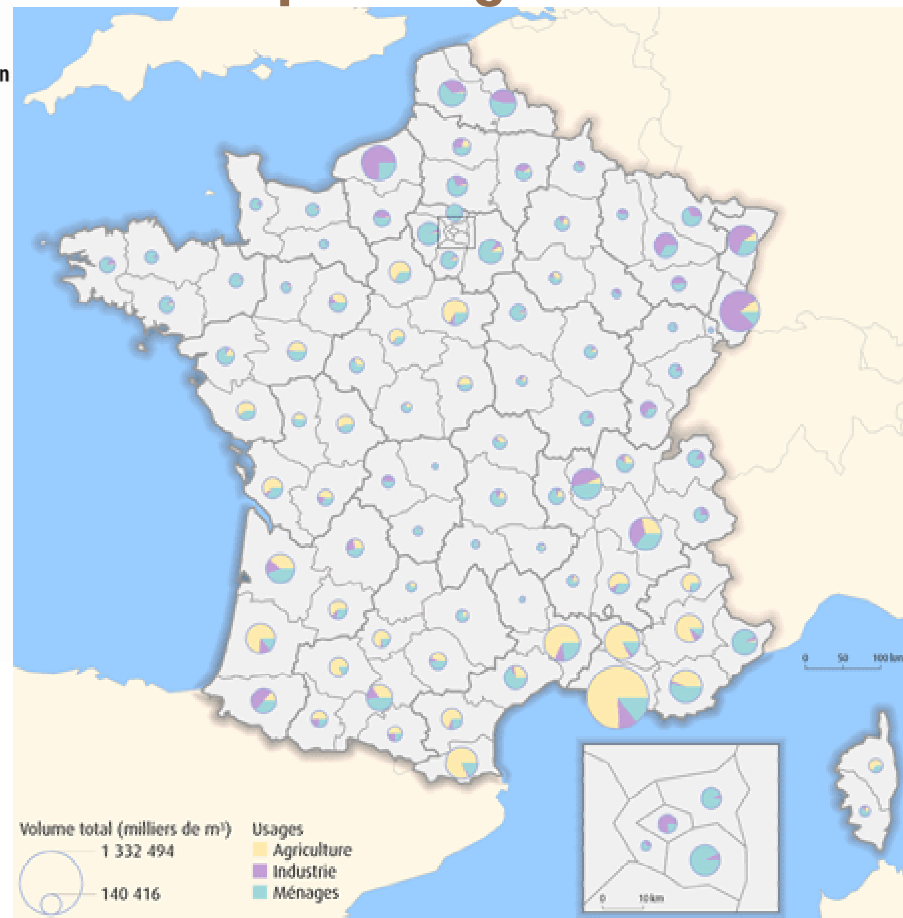 n
0 50 100 km
Volume total (milliers de m³)
1 332 494
140 416
Usages
Agriculture
Industrie
Ménages
0 10 km